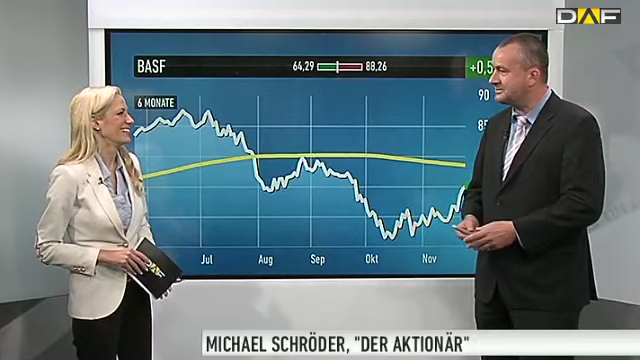 DAF
BASF 64,29 88,26 +0,5
6 MONATE
90
85
Jul Aug Sep Okt Nov
MICHAEL SCHRÖDER, "DER AKTIONÄR"